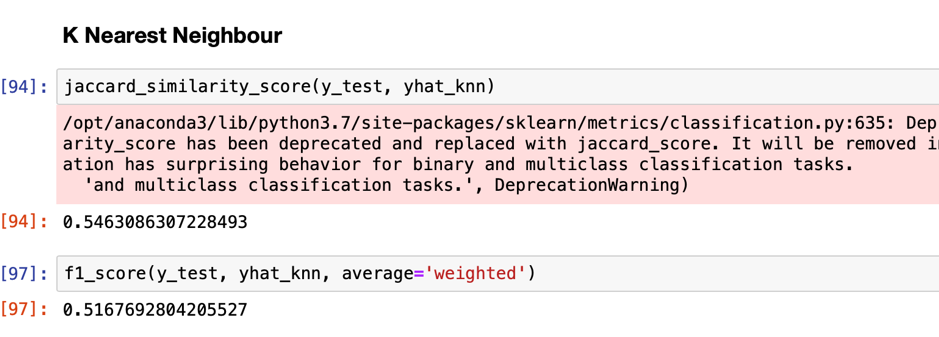 K Nearest Neighbour
[94]: jaccard_similarity_score(y_test, yhat_knn)
/opt/anaconda3/lib/python3.7/site-packages/sklearn/metrics/classification.py:635: Dep
arity_score has been deprecated and replaced with jaccard_score. It will be removed i
ation has surprising behavior for binary and multiclass classification tasks.
'and multiclass classification tasks.', DeprecationWarning)
[94]: 0.5463086307228493
[97]: f1_score(y_test, yhat_knn, average='weighted')
[97]: 0.5167692804205527